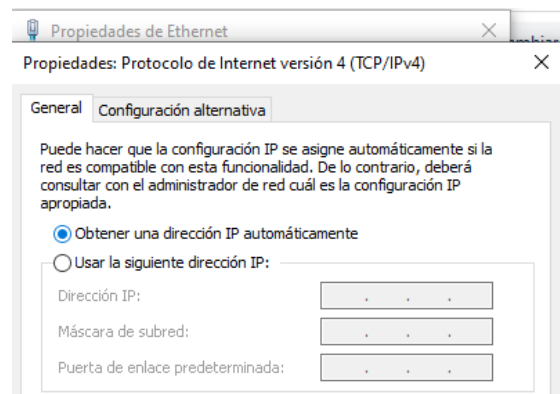 Propiedades de Ethernet
Propiedades: Protocolo de Internet versión 4 (TCP/IPv4)
General Configuración alternativa
Puede hacer que la configuración IP se asigne automáticamente si la
red es compatible con esta funcionalidad. De lo contrario, deberá
consultar con el administrador de red cuál es la configuración IP
apropiada.
Obtener una dirección IP automáticamente
Usar la siguiente dirección IP:
Dirección IP:
Máscara de subred:
Puerta de enlace predeterminada: